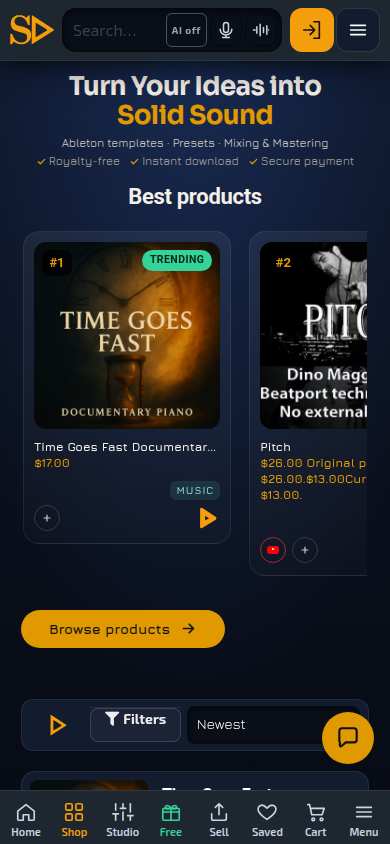 SD
Search...
AI off
Turn Your Ideas into
Solid Sound
Ableton templates · Presets · Mixing & Mastering
✓ Royalty-free ✓ Instant download ✓ Secure payment
Best products
#1
TRENDING
TIME GOES
FAST
DOCUMENTARY PIANO
Time Goes Fast Documentar...
$17.00
MUSIC
+
#2
PITC
Dino Magg
Beatport tech
No external
Pitch
$26.00 Original p
$26.00.$13.00Cur
$13.00.
+
Browse products →
Filters
Newest
Home
Shop
Studio
Free
Sell
Saved
Cart
Menu